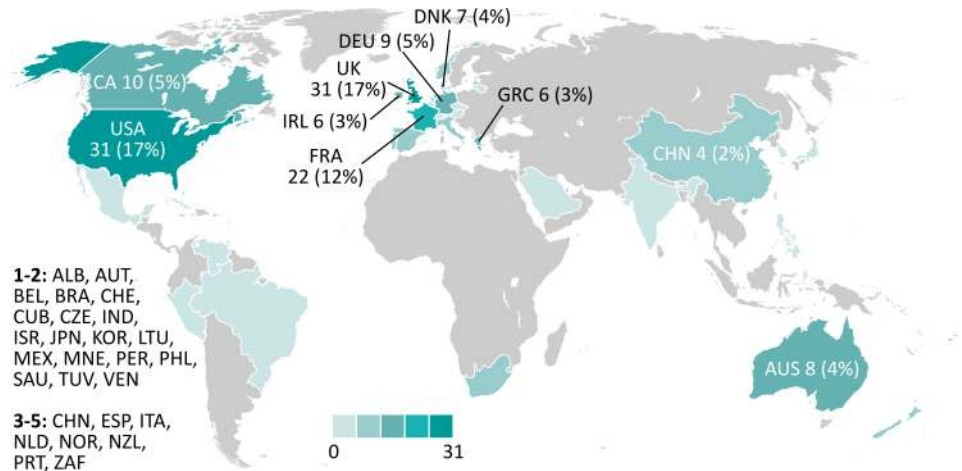 DNK 7 (4%)
DEU 9 (5%)
UK
31 (17%)
CA 10 (5%)
GRC 6 (3%)
IRL 6 (3%)
USA
31 (17%)
FRA
22 (12%)
CHN 4 (2%)
1-2: ALB, AUT,
BEL, BRA, CHE,
CUB, CZE, IND,
ISR, JPN, KOR, LTU,
MEX, MNE, PER, PHL,
SAU, TUV, VEN
AUS 8 (4%)
3-5: CHN, ESP, ITA,
NLD, NOR, NZL,
PRT, ZAF
0 31